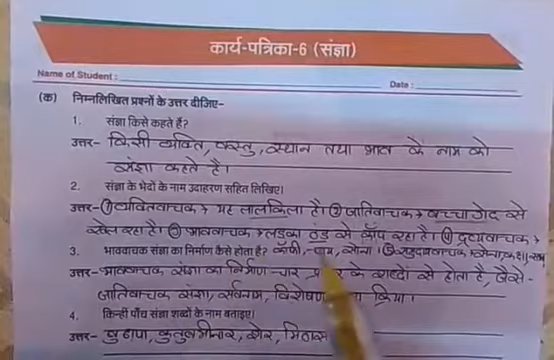 कार्य-पत्रिका-6 (संज्ञा)
Name of Student : Date :
(क) निम्नलिखित प्रश्नों के उत्तर दीजिए-
1. संज्ञा किसे कहते हैं?
उत्तर- किसी व्यक्ति, वस्तु, स्थान तथा भाव के नाम को
संज्ञा कहते है।
2. संज्ञा के भेदों के नाम उदाहरण सहित लिखिए।
उत्तर- ① व्यक्तिवाचक → यह लालकिला है। ② जातिवाचक → बच्चा गेंद से
खेल रहा है। ③ भाववाचक → लड़का ठंड से काँप रहा है। ④ द्रव्यवाचक →
3. भाववाचक संज्ञा का निर्माण कैसे होता है? सोना।
उत्तर- भाववाचक संज्ञा का निर्माण चार के शब्दों से होता है, जैसे-
जातिवाचक संज्ञा, सर्वनाम, विशेषण क्रिया।
4. किन्हीं पाँच संज्ञा शब्दों के नाम बताइए।
उत्तर- बुढ़ापा, कुतुबमीनार, शेर, मिठास